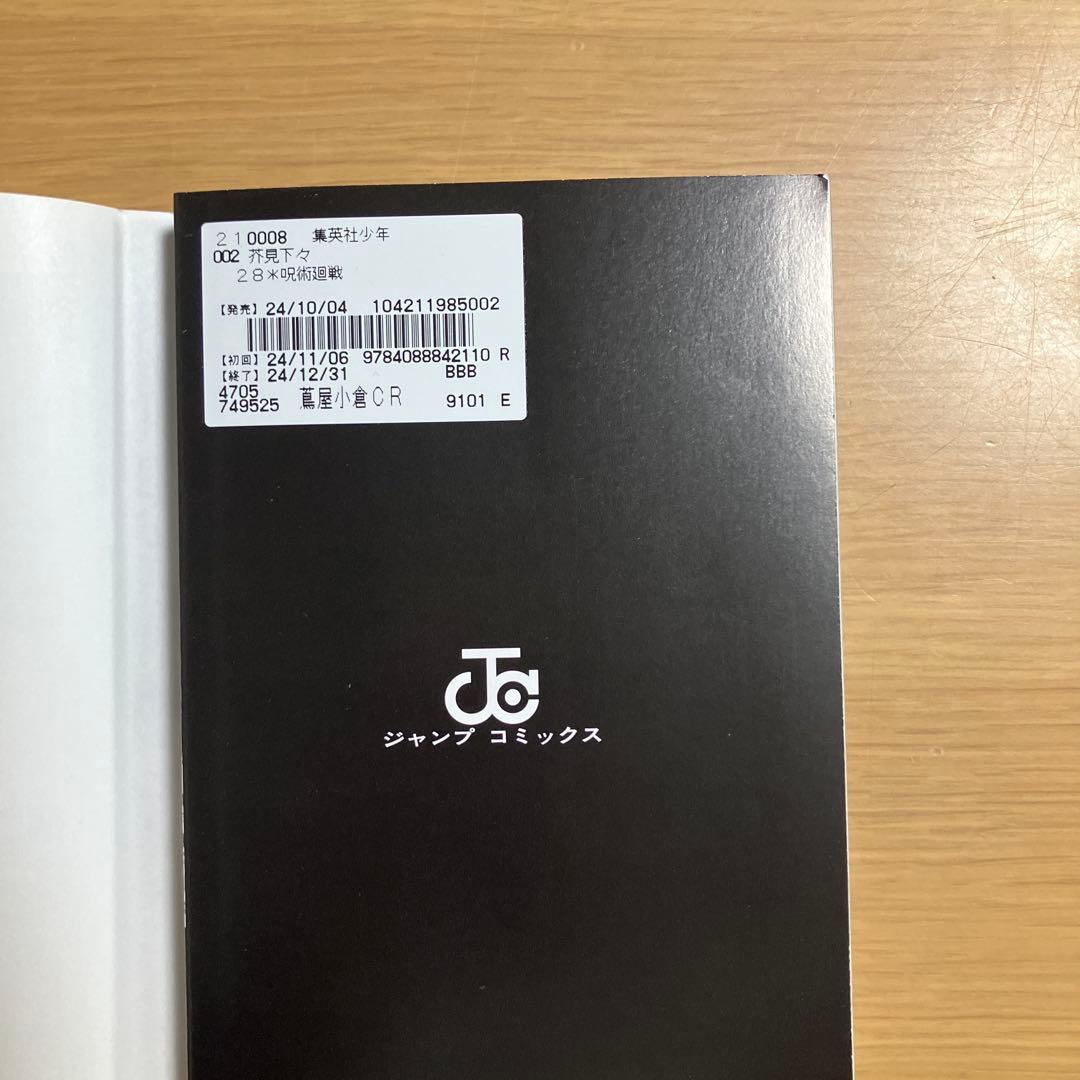 210008 集英社少年
002 芥見下々
28*呪術廻戦
【発売】24/10/04 104211985002
【初回】24/11/06 9784088842110 R
【終了】24/12/31 BBB
4705
749525 蔦屋小倉CR 9101 E
JC
ジャンプ コミックス